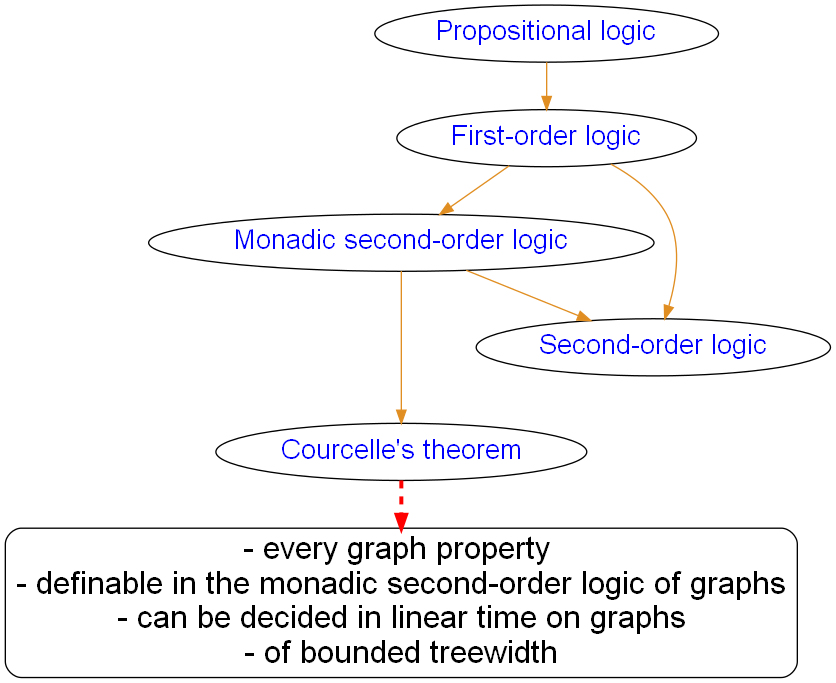 Propositional logic
First-order logic
Monadic second-order logic
Second-order logic
Courcelle's theorem
- every graph property
- definable in the monadic second-order logic of graphs
- can be decided in linear time on graphs
- of bounded treewidth